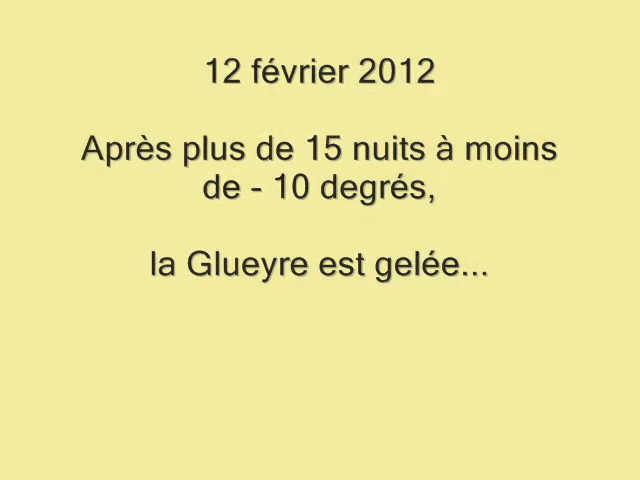 12 février 2012
Après plus de 15 nuits à moins
de - 10 degrés,
la Glueyre est gelée...